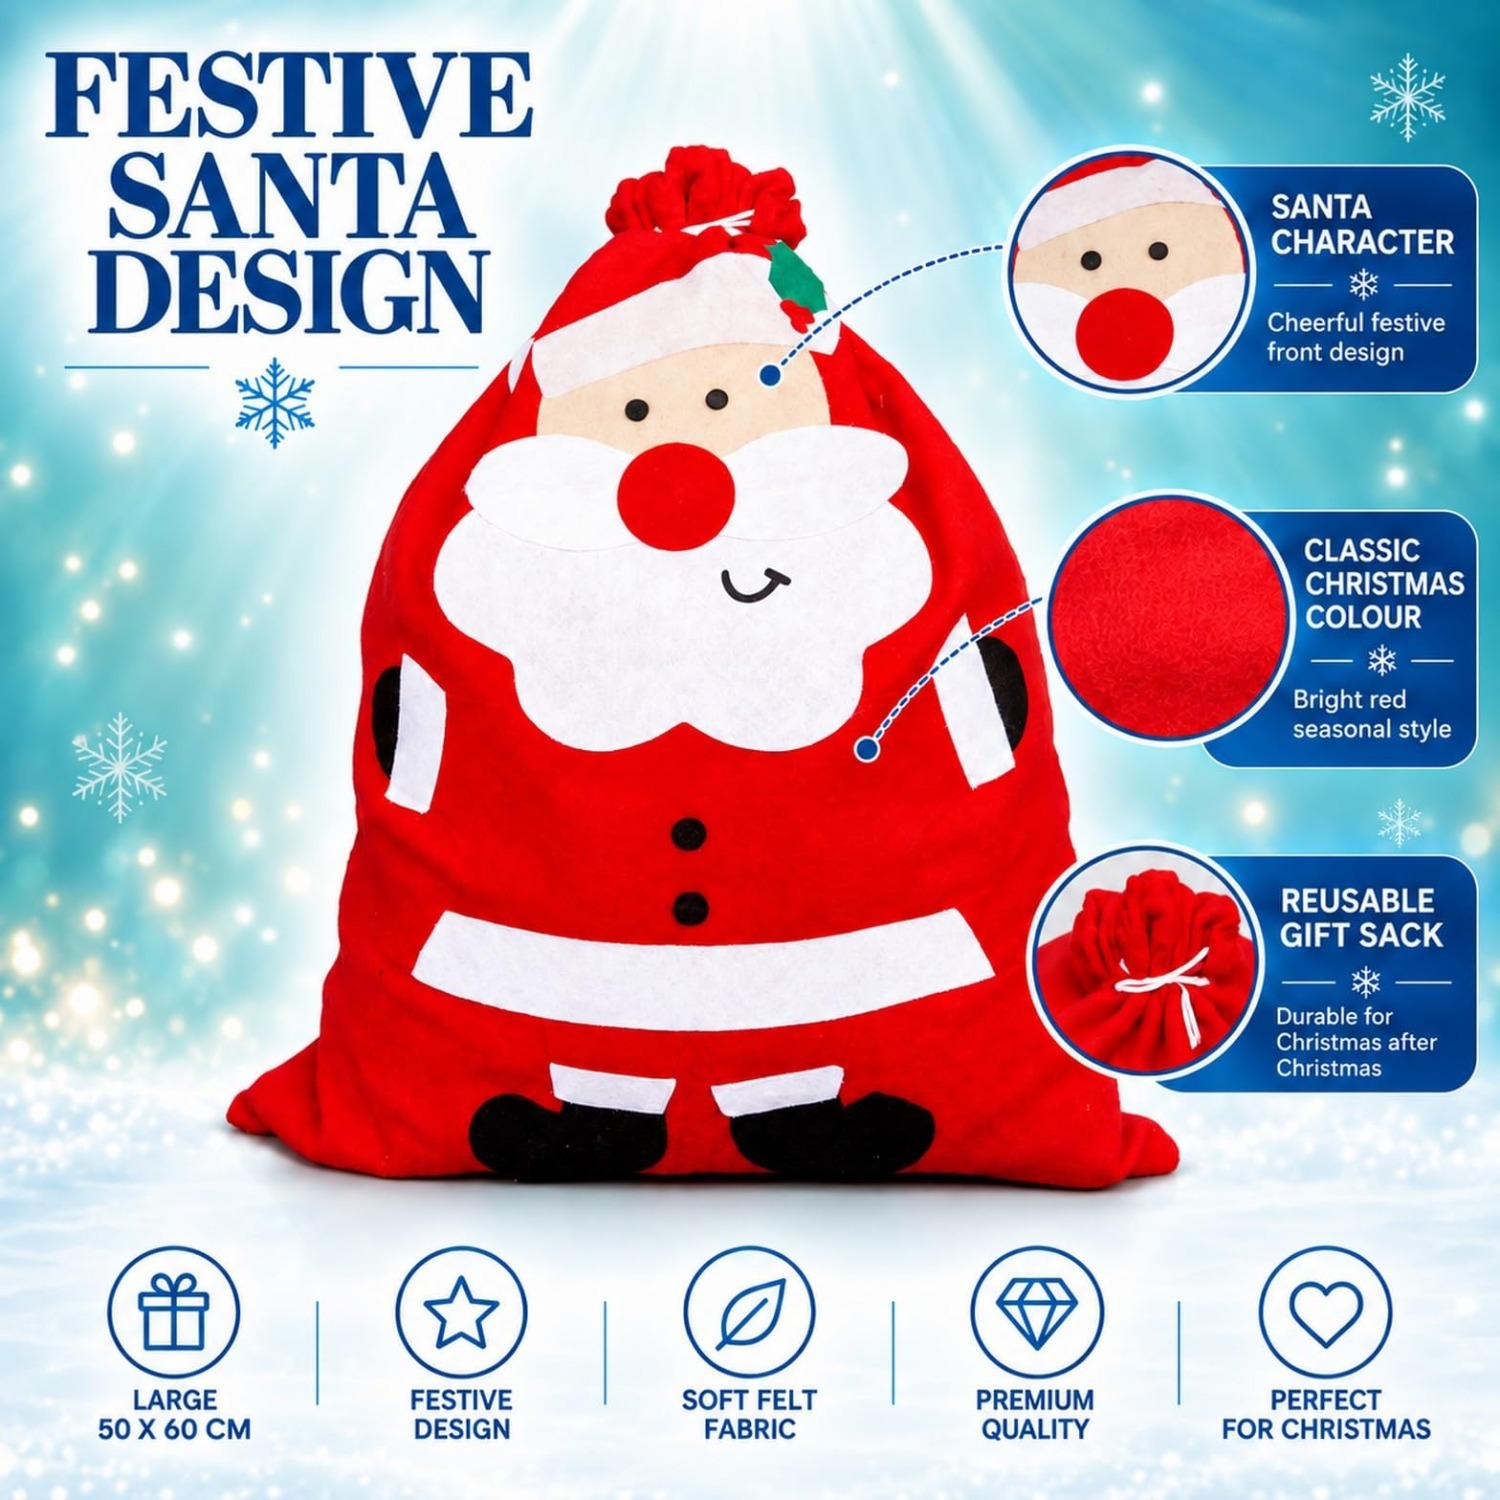 FESTIVE
SANTA
DESIGN
SANTA
CHARACTER
Cheerful festive
front design
CLASSIC
CHRISTMAS
COLOUR
Bright red
seasonal style
REUSABLE
GIFT SACK
Durable for
Christmas after
Christmas
LARGE
50 X 60 CM
FESTIVE
DESIGN
SOFT FELT
FABRIC
PREMIUM
QUALITY
PERFECT
FOR CHRISTMAS